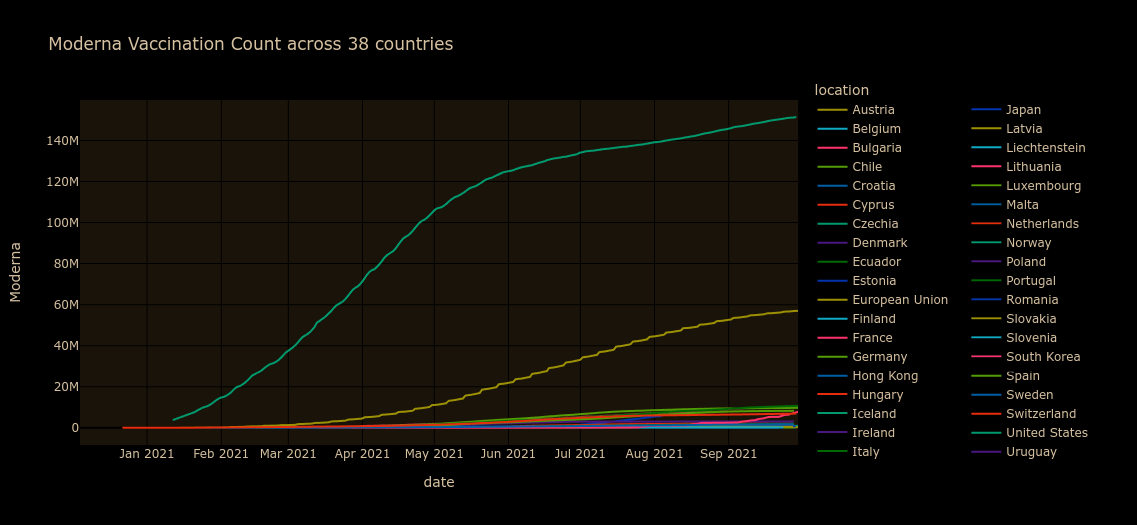 Moderna Vaccination Count across 38 countries
location
Austria
Belgium
Bulgaria
Chile
Croatia
Cyprus
Czechia
Denmark
Ecuador
Estonia
European Union
Finland
France
Germany
Hong Kong
Hungary
Iceland
Ireland
Italy
Japan
Latvia
Liechtenstein
Lithuania
Luxembourg
Malta
Netherlands
Norway
Poland
Portugal
Romania
Slovakia
Slovenia
South Korea
Spain
Sweden
Switzerland
United States
Uruguay
Moderna
140M
120M
100M
80M
60M
40M
20M
0
Jan 2021 Feb 2021 Mar 2021 Apr 2021 May 2021 Jun 2021 Jul 2021 Aug 2021 Sep 2021
date